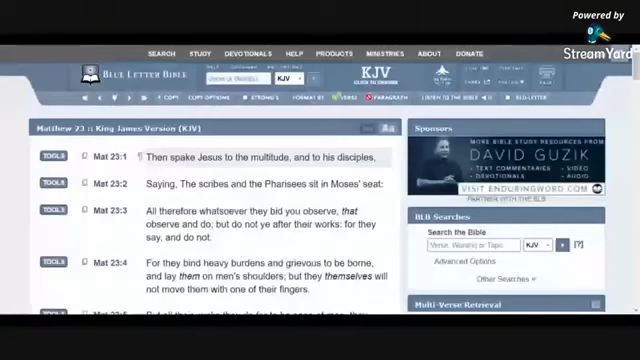 Powered by
StreamYard
SEARCH STUDY DEVOTIONALS HELP PRODUCTS MINISTRIES ABOUT DONATE
BLUE LETTER BIBLE
KJV
KJV
COPY COPY OPTIONS STRONG'S FORMAT BY VERSE PARAGRAPH LISTEN TO THE BIBLE RED-LETTER
Matthew 23 :: King James Version (KJV)
TOOLS Mat 23:1 ¶ Then spake Jesus to the multitude, and to his disciples,
TOOLS Mat 23:2 Saying, The scribes and the Pharisees sit in Moses' seat:
TOOLS Mat 23:3 All therefore whatsoever they bid you observe, that
observe and do; but do not ye after their works: for they
say, and do not.
TOOLS Mat 23:4 For they bind heavy burdens and grievous to be borne,
and lay them on men's shoulders; but they themselves will
not move them with one of their fingers.
Sponsors
MORE BIBLE STUDY RESOURCES FROM
DAVID GUZIK
• TEXT COMMENTARIES • VIDEO
• DEVOTIONALS • AUDIO
VISIT ENDURINGWORD.COM
PARTNER WITH THE BLB
BLB Searches
Search the Bible
Verse, Word(s) or Topic KJV [?]
Advanced Options
Other Searches
Multi-Verse Retrieval